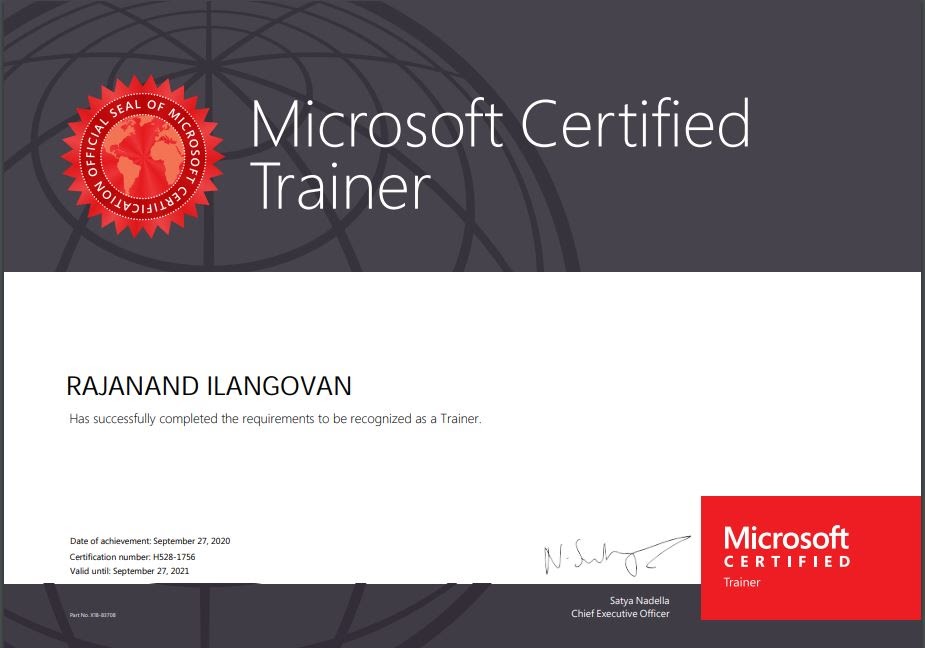 OFFICIAL SEAL OF MICROSOFT CERTIFICATION
Microsoft Certified
Trainer
RAJANAND ILANGOVAN
Has successfully completed the requirements to be recognized as a Trainer.
Date of achievement: September 27, 2020
Certification number: H528-1756
Valid until: September 27, 2021
Satya Nadella
Chief Executive Officer
Part No. X18-83708
Microsoft
CERTIFIED
Trainer